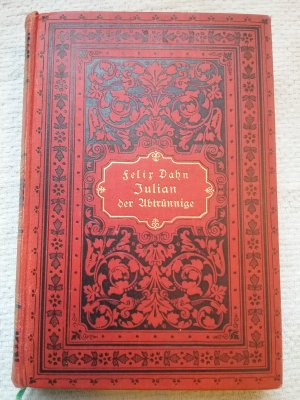 Felix Dahn
Julian
der Abtrünnige